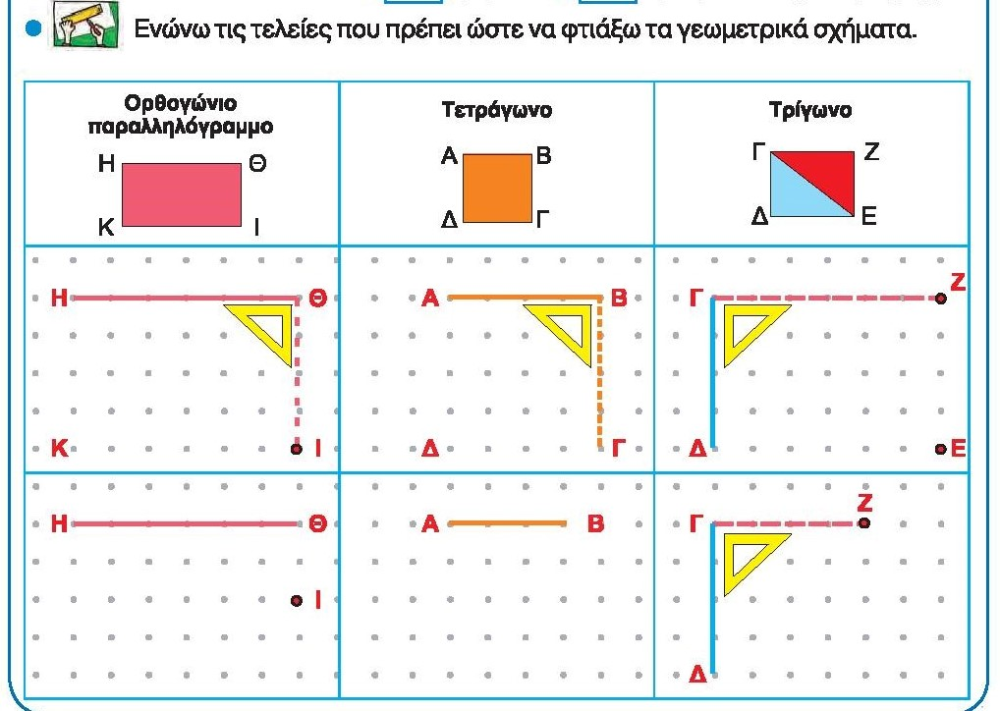 Ενώνω τις τελείες που πρέπει ώστε να φτιάξω τα γεωμετρικά σχήματα.
Ορθογώνιο
παραλληλόγραμμο
Η Θ
Κ Ι
Τετράγωνο
Α Β
Δ Γ
Τρίγωνο
Γ Ζ
Δ Ε
Η Θ
Κ Ι
Α Β
Δ Γ
Γ Ζ
Δ Ε
Η Θ
Ι
Α Β
Γ Ζ
Δ